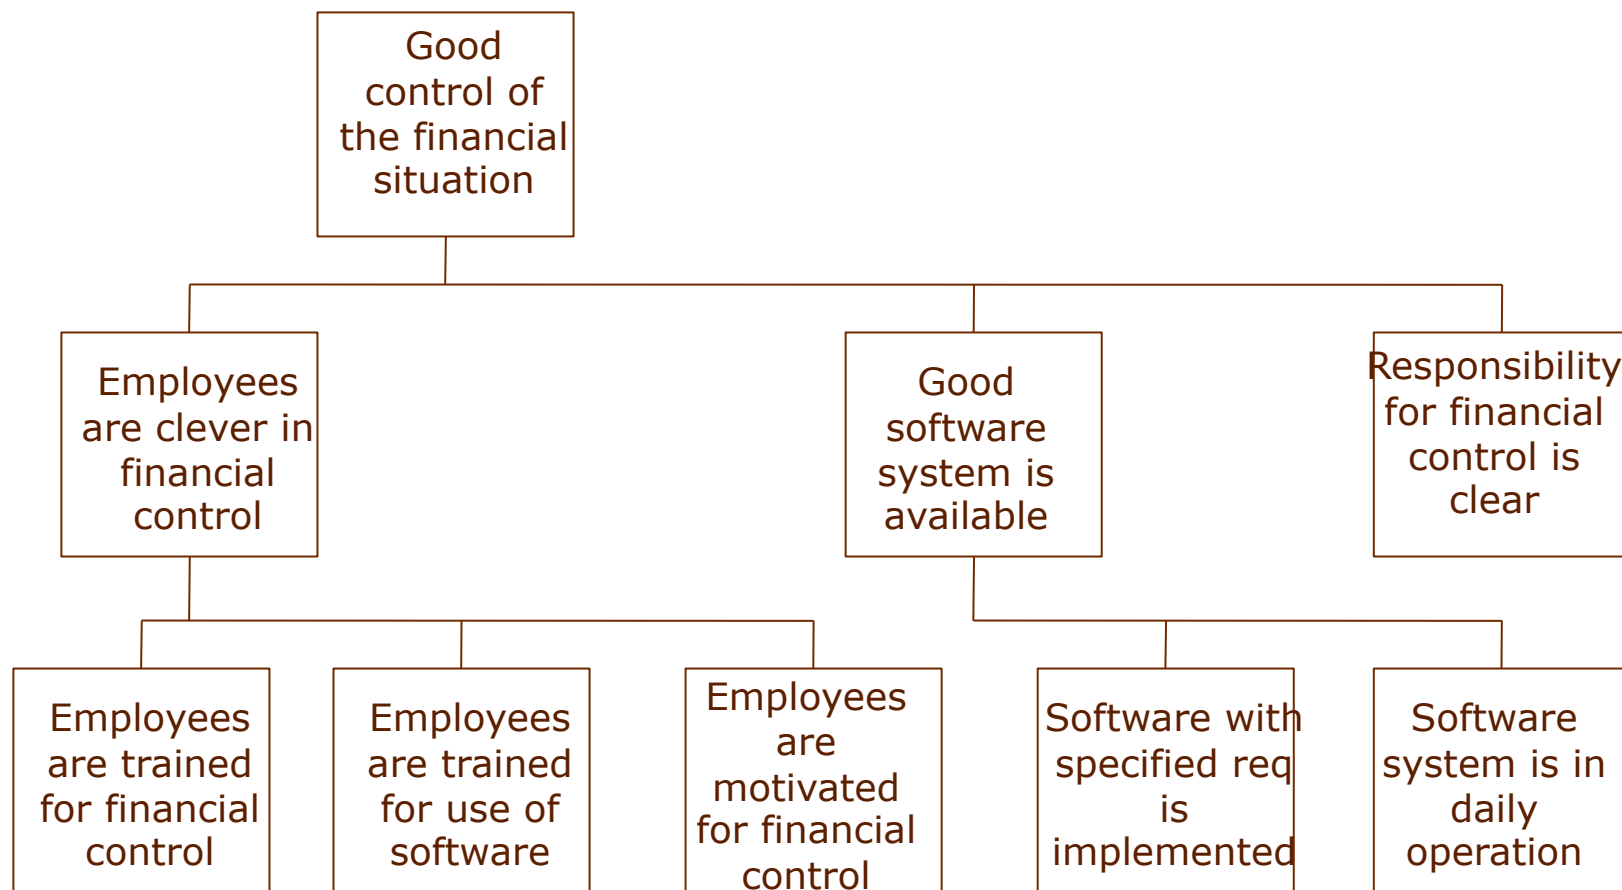 Good
control of
the financial
situation
Employees
are clever in
financial
control
Good
software
system is
available
Responsibility
for financial
control is
clear
Employees
are trained
for financial
control
Employees
are trained
for use of
software
Employees
are
motivated
for financial
control
Software with
specified req
is
implemented
Software
system is in
daily
operation